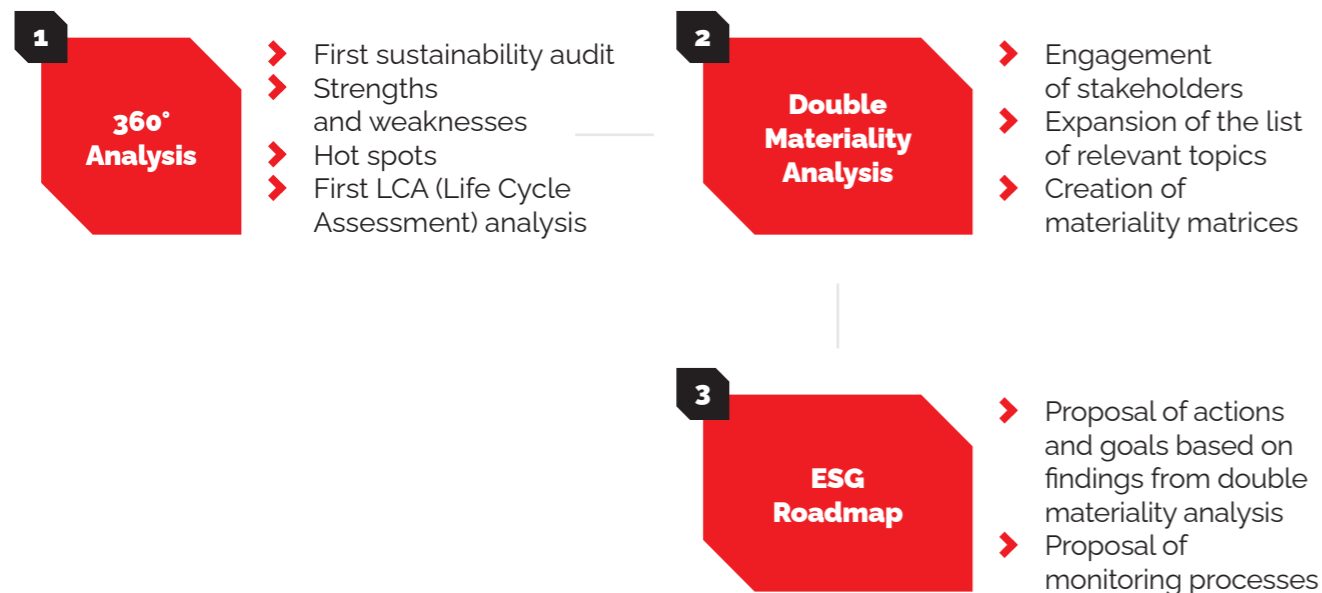 1
360°
Analysis
First sustainability audit
Strengths
and weaknesses
Hot spots
First LCA (Life Cycle
Assessment) analysis
2
Double
Materiality
Analysis
Engagement
of stakeholders
Expansion of the list
of relevant topics
Creation of
materiality matrices
3
ESG
Roadmap
Proposal of actions
and goals based on
findings from double
materiality analysis
Proposal of
monitoring processes